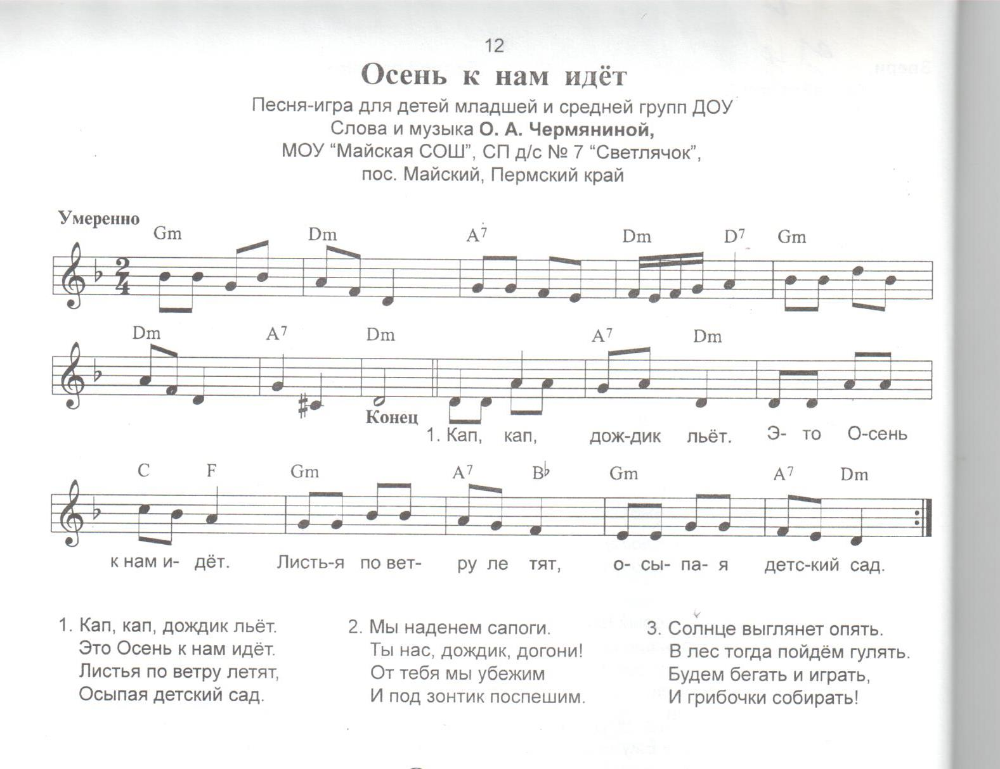 12
Осень к нам идёт
Песня-игра для детей младшей и средней групп ДОУ
Слова и музыка О. А. Чермяниной,
МОУ “Майская СОШ”, СП д/с № 7 “Светлячок”,
пос. Майский, Пермский край
Умеренно
Gm Dm A7 Dm D7 Gm
2
4
Dm A7 Dm A7 Dm
Конец
1. Кап, кап, дож-дик льёт. Э- то О-сень
C F Gm A7 B♭ Gm A7 Dm
к нам и- дёт. Листь-я по вет- ру ле тят, о- сы- па- я детс-кий сад.
1. Кап, кап, дождик льёт.
Это Осень к нам идёт.
Листья по ветру летят,
Осыпая детский сад.
2. Мы наденем сапоги.
Ты нас, дождик, догони!
От тебя мы убежим
И под зонтик поспешим.
3. Солнце выглянет опять.
В лес тогда пойдём гулять.
Будем бегать и играть,
И грибочки собирать!